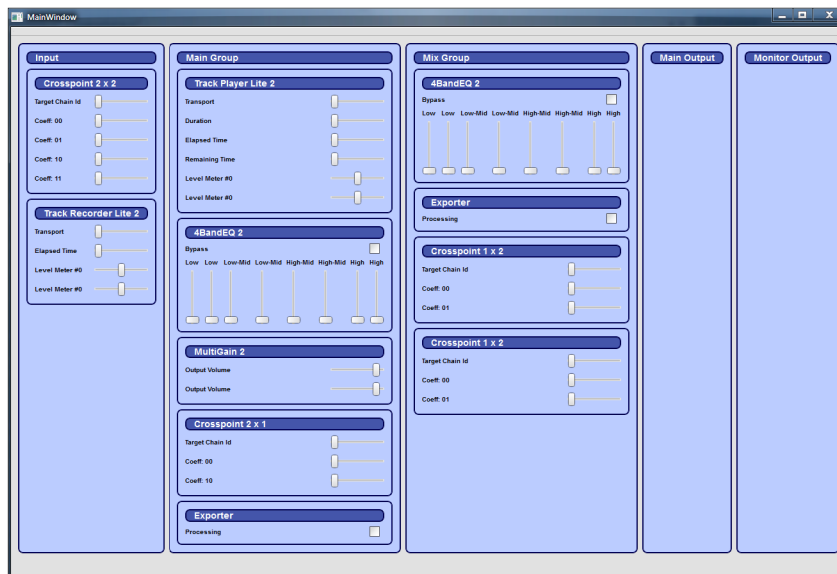 MainWindow
Input
Crosspoint 2 x 2
Target Chain Id
Coeff: 00
Coeff: 01
Coeff: 10
Coeff: 11
Track Recorder Lite 2
Transport
Elapsed Time
Level Meter #0
Level Meter #0
Main Group
Track Player Lite 2
Transport
Duration
Elapsed Time
Remaining Time
Level Meter #0
Level Meter #0
4BandEQ 2
Bypass
Low Low Low-Mid Low-Mid High-Mid High-Mid High High
MultiGain 2
Output Volume
Output Volume
Crosspoint 2 x 1
Target Chain Id
Coeff: 00
Coeff: 10
Exporter
Processing
Mix Group
4BandEQ 2
Bypass
Low Low Low-Mid Low-Mid High-Mid High-Mid High High
Exporter
Processing
Crosspoint 1 x 2
Target Chain Id
Coeff: 00
Coeff: 01
Crosspoint 1 x 2
Target Chain Id
Coeff: 00
Coeff: 01
Main Output
Monitor Output